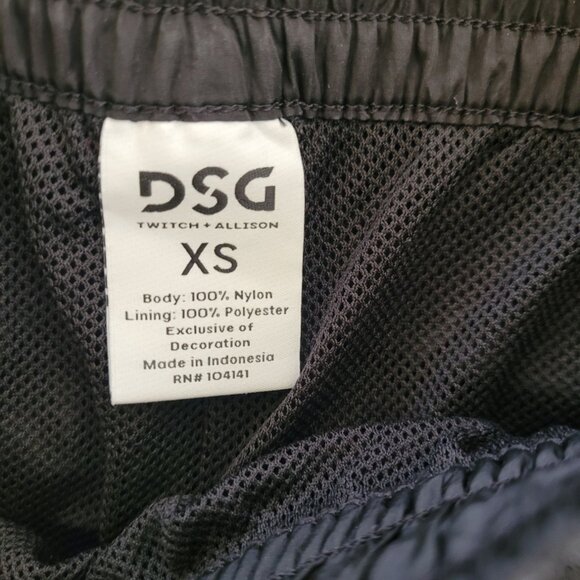 DSG
TWITCH + ALLISON
XS
Body: 100% Nylon
Lining: 100% Polyester
Exclusive of
Decoration
Made in Indonesia
RN# 104141